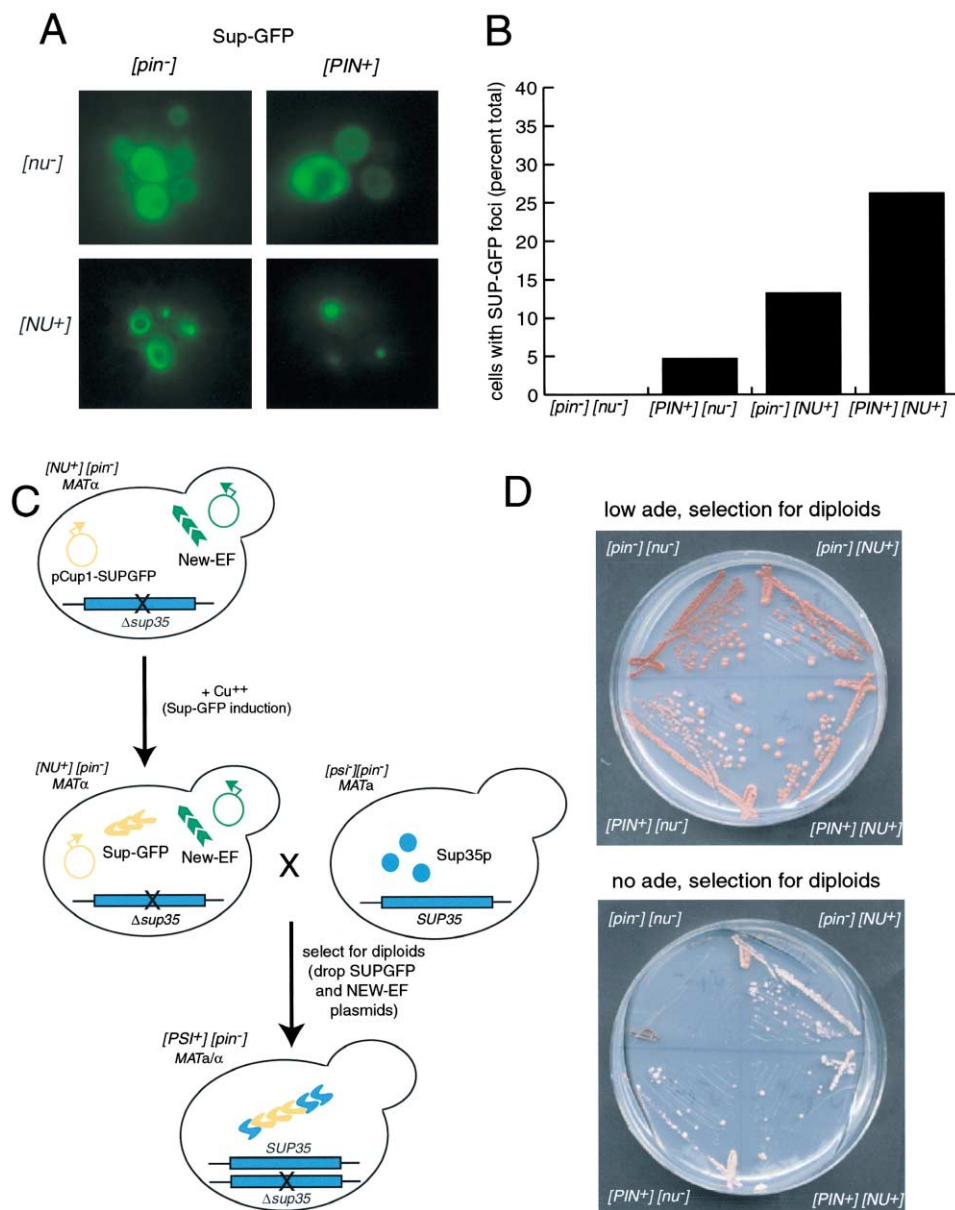 A
Sup-GFP
[pin-]
[PIN+]
[nu-]
[NU+]
B
cells with SUP-GFP foci (percent total)
40
35
30
25
20
15
10
5
0
[pin-] [nu-]
[PIN+] [nu-]
[pin-] [NU+]
[PIN+] [NU+]
C
[NU+] [pin-]
MATα
pCup1-SUPGFP
New-EF
Δsup35
+ Cu++
(Sup-GFP induction)
[NU+] [pin-]
MATα
Sup-GFP
New-EF
Δsup35
X
[psi-][pin-]
MATa
Sup35p
SUP35
select for diploids
(drop SUPGFP
and NEW-EF
plasmids)
[PSI+] [pin-]
MATa/α
SUP35
Δsup35
D
low ade, selection for diploids
[pin-] [nu-]
[pin-] [NU+]
[PIN+] [nu-]
[PIN+] [NU+]
no ade, selection for diploids
[pin-] [nu-]
[pin-] [NU+]
[PIN+] [nu-]
[PIN+] [NU+]